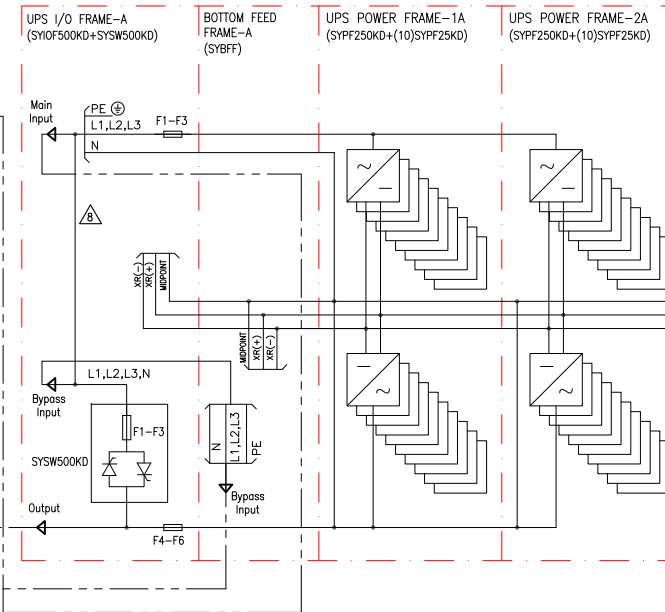 UPS I/O FRAME-A
(SYIOF500KD+SYSW500KD)
BOTTOM FEED
FRAME-A
(SYBFF)
UPS POWER FRAME-1A
(SYPF250KD+(10)SYPF25KD)
UPS POWER FRAME-2A
(SYPF250KD+(10)SYPF25KD)
Main
Input
PE
L1,L2,L3
N
F1-F3
8
XR(-)
XR(+)
MIDPOINT
MIDPOINT
XR(+)
XR(-)
L1,L2,L3,N
Bypass
Input
F1-F3
SYSW500KD
N
L1,L2,L3
PE
Bypass
Input
Output
F4-F6